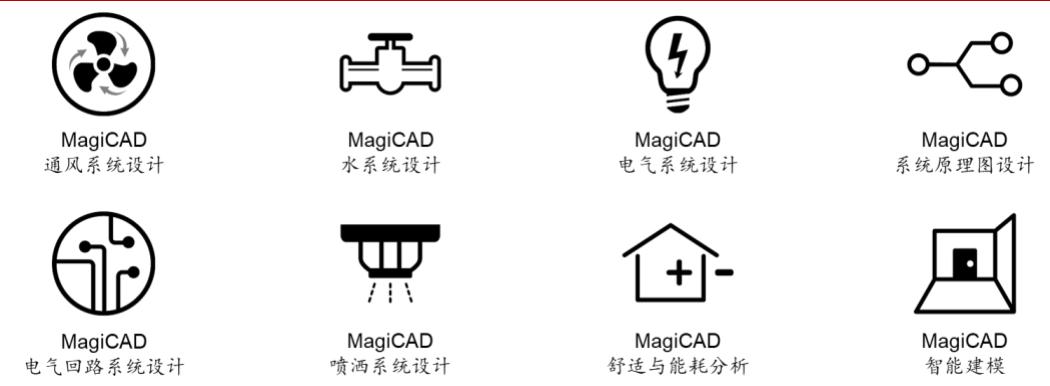 MagiCAD
通风系统设计
MagiCAD
水系统设计
MagiCAD
电气系统设计
MagiCAD
系统原理图设计
MagiCAD
电气回路系统设计
MagiCAD
喷洒系统设计
MagiCAD
舒适与能耗分析
MagiCAD
智能建模